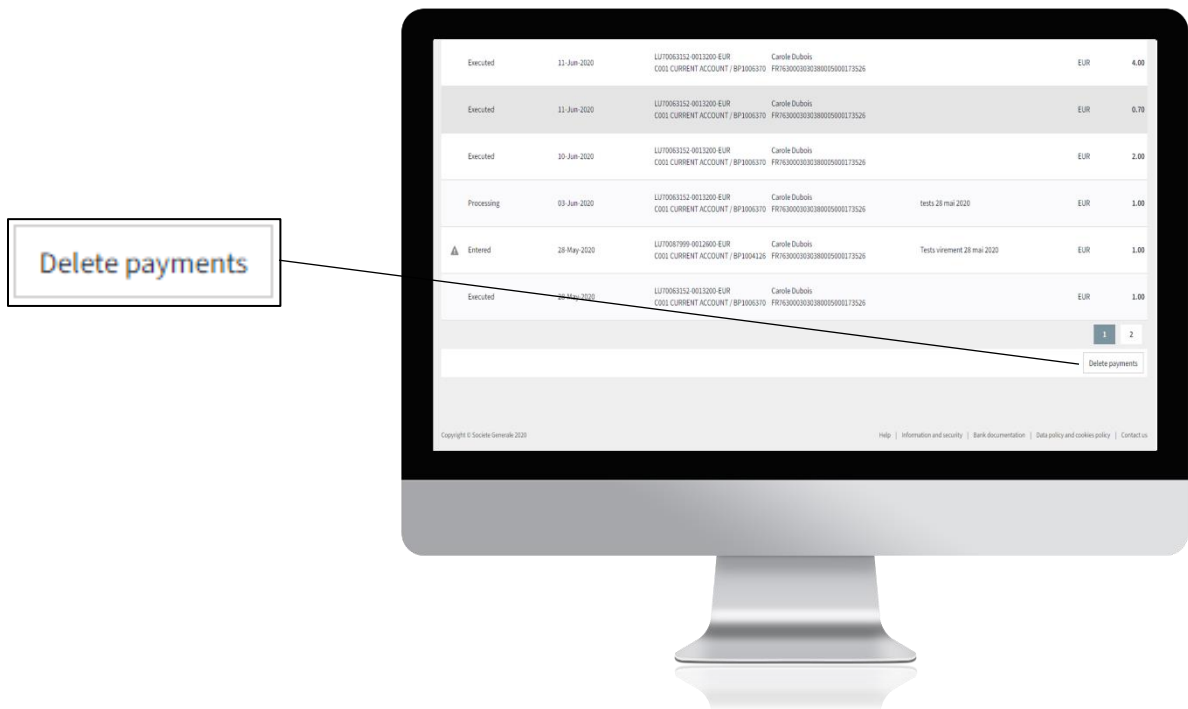 Executed 11-Jun-2020 LU70063152-0013200-EUR Carole Dubois EUR 4.00
C001 CURRENT ACCOUNT / BP1006370 FR7630003030380005000173526
Executed 11-Jun-2020 LU70063152-0013200-EUR Carole Dubois EUR 0.70
C001 CURRENT ACCOUNT / BP1006370 FR7630003030380005000173526
Executed 10-Jun-2020 LU70063152-0013200-EUR Carole Dubois EUR 2.00
C001 CURRENT ACCOUNT / BP1006370 FR7630003030380005000173526
Processing 03-Jun-2020 LU70063152-0013200-EUR Carole Dubois tests 28 mai 2020 EUR 1.00
C001 CURRENT ACCOUNT / BP1006370 FR7630003030380005000173526
Entered 28-May-2020 LU70087999-0012600-EUR Carole Dubois Tests virement 28 mai 2020 EUR 1.00
C001 CURRENT ACCOUNT / BP1004126 FR7630003030380005000173526
Delete payments
Executed 28-May-2020 LU70063152-0013200-EUR Carole Dubois EUR 1.00
C001 CURRENT ACCOUNT / BP1006370 FR7630003030380005000173526
1 2
Delete payments
Copyright © Societe Generale 2020 Help | Information and security | Bank documentation | Data policy and cookies policy | Contact us